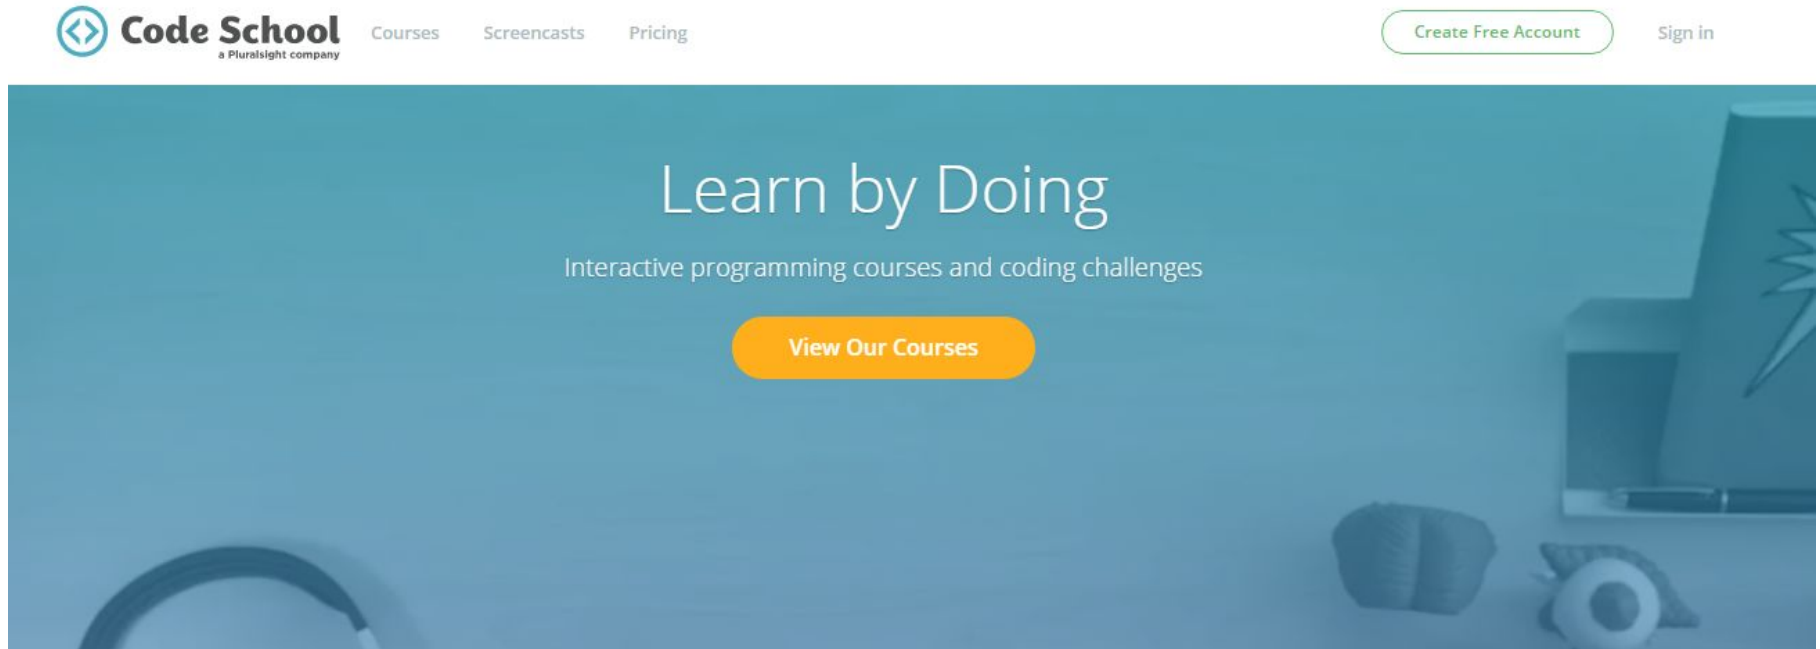 Code School
a Pluralsight company
Courses
Screencasts
Pricing
Create Free Account
Sign in
Learn by Doing
Interactive programming courses and coding challenges
View Our Courses